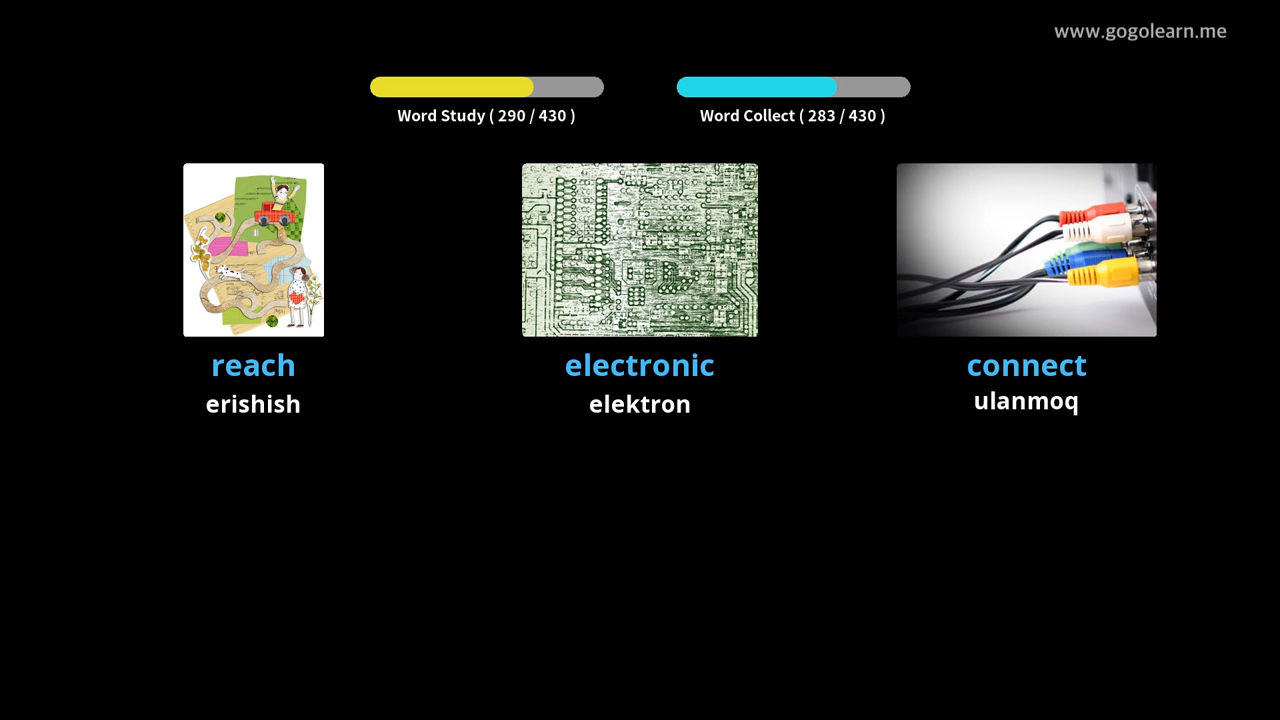 www.gogolearn.me
Word Study ( 290 / 430 )
Word Collect ( 283 / 430 )
reach
electronic
connect
erishish
elektron
ulanmoq